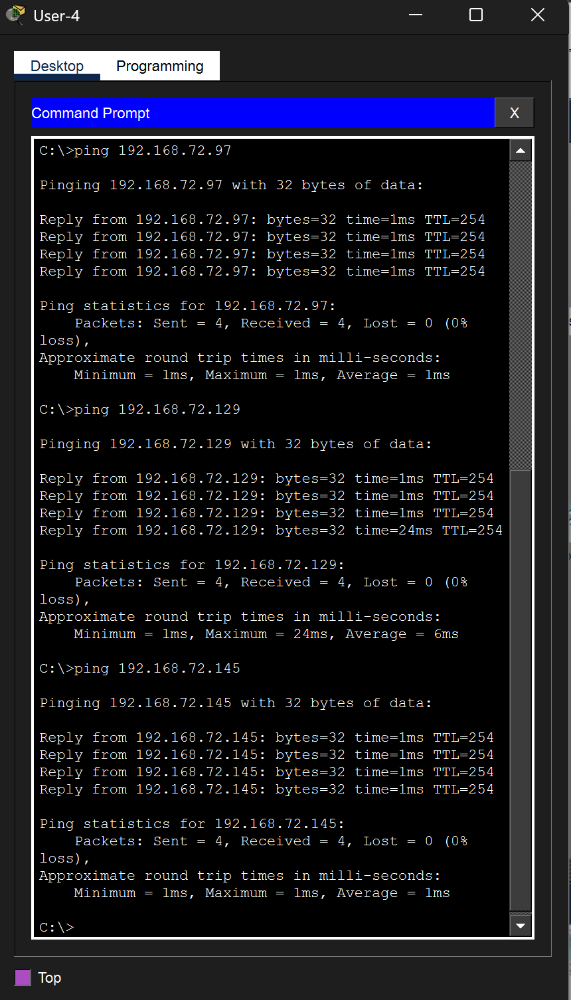 User-4
Desktop Programming
Command Prompt X
C:\>ping 192.168.72.97
Pinging 192.168.72.97 with 32 bytes of data:
Reply from 192.168.72.97: bytes=32 time=1ms TTL=254
Reply from 192.168.72.97: bytes=32 time=1ms TTL=254
Reply from 192.168.72.97: bytes=32 time=1ms TTL=254
Reply from 192.168.72.97: bytes=32 time=1ms TTL=254
Ping statistics for 192.168.72.97:
    Packets: Sent = 4, Received = 4, Lost = 0 (0%
loss),
Approximate round trip times in milli-seconds:
    Minimum = 1ms, Maximum = 1ms, Average = 1ms
C:\>ping 192.168.72.129
Pinging 192.168.72.129 with 32 bytes of data:
Reply from 192.168.72.129: bytes=32 time=1ms TTL=254
Reply from 192.168.72.129: bytes=32 time=1ms TTL=254
Reply from 192.168.72.129: bytes=32 time=1ms TTL=254
Reply from 192.168.72.129: bytes=32 time=24ms TTL=254
Ping statistics for 192.168.72.129:
    Packets: Sent = 4, Received = 4, Lost = 0 (0%
loss),
Approximate round trip times in milli-seconds:
    Minimum = 1ms, Maximum = 24ms, Average = 6ms
C:\>ping 192.168.72.145
Pinging 192.168.72.145 with 32 bytes of data:
Reply from 192.168.72.145: bytes=32 time=1ms TTL=254
Reply from 192.168.72.145: bytes=32 time=1ms TTL=254
Reply from 192.168.72.145: bytes=32 time=1ms TTL=254
Reply from 192.168.72.145: bytes=32 time=1ms TTL=254
Ping statistics for 192.168.72.145:
    Packets: Sent = 4, Received = 4, Lost = 0 (0%
loss),
Approximate round trip times in milli-seconds:
    Minimum = 1ms, Maximum = 1ms, Average = 1ms
C:\>
Top